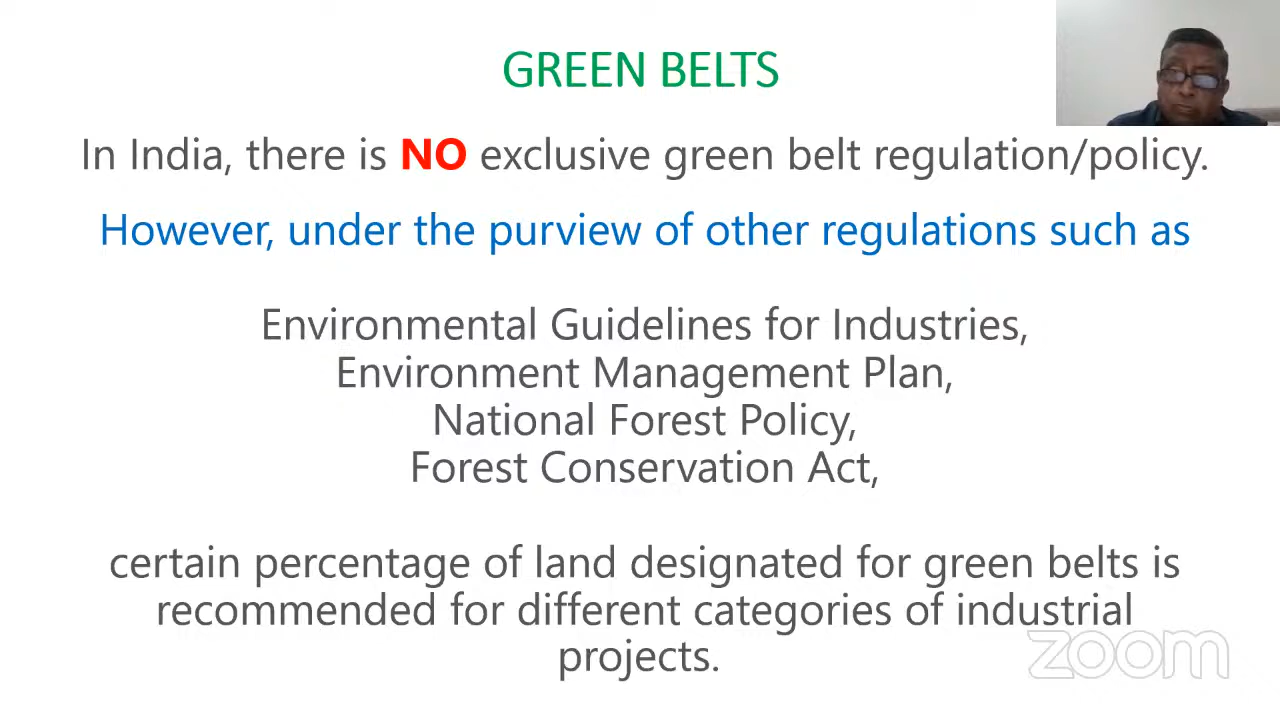 GREEN BELTS
In India, there is NO exclusive green belt regulation/policy.
However, under the purview of other regulations such as
Environmental Guidelines for Industries,
Environment Management Plan,
National Forest Policy,
Forest Conservation Act,
certain percentage of land designated for green belts is
recommended for different categories of industrial
projects.
zoom